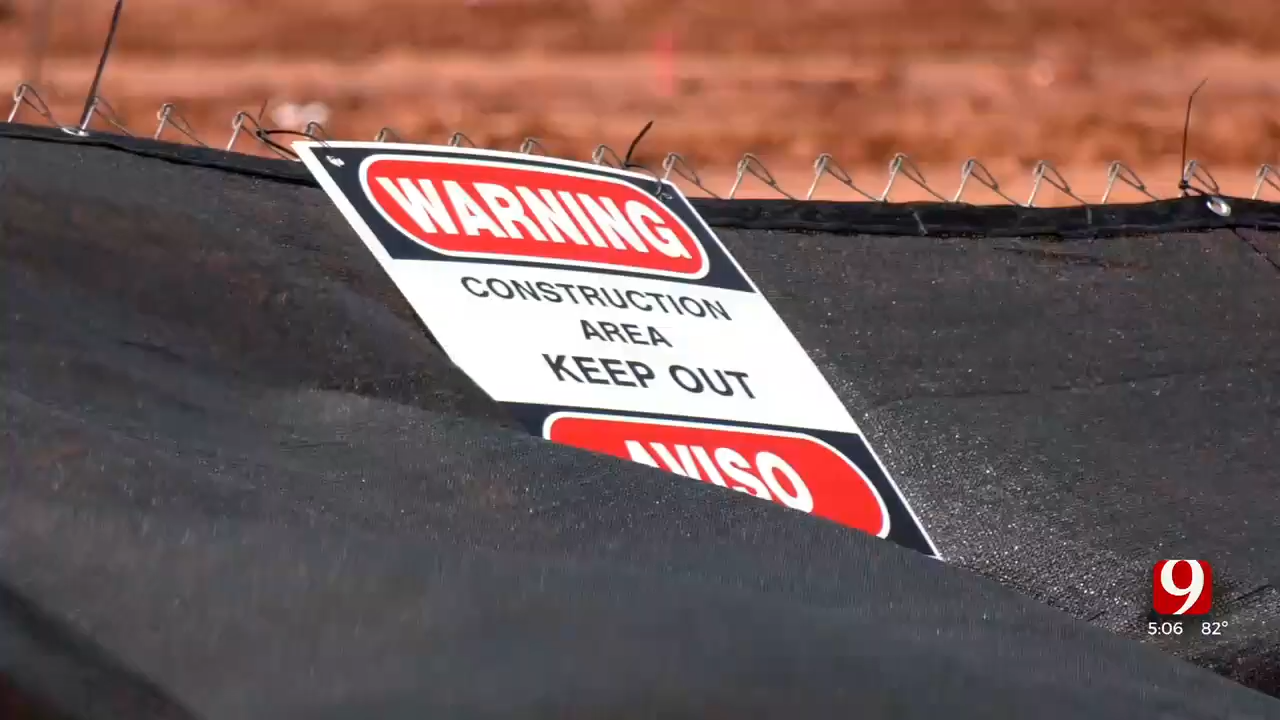 WARNING
CONSTRUCTION
AREA
KEEP OUT
AVISO
9
5:06 82°